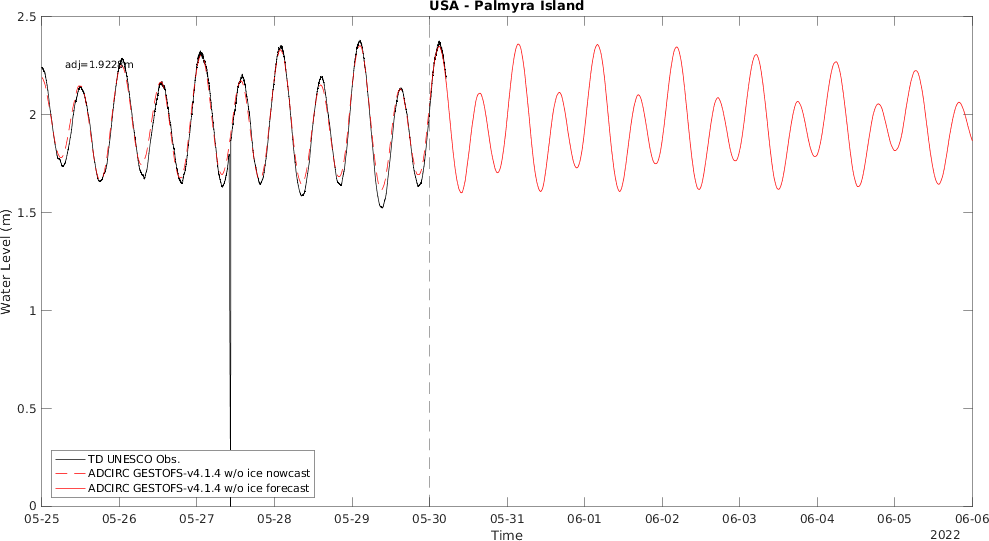 USA - Palmyra Island
2.5
adj=1.9228m
2
1.5
Water Level (m)
1
0.5
TD UNESCO Obs.
ADCIRC GESTOFS-v4.1.4 w/o ice nowcast
ADCIRC GESTOFS-v4.1.4 w/o ice forecast
0
05-25 05-26 05-27 05-28 05-29 05-30 05-31 06-01 06-02 06-03 06-04 06-05 06-06
Time
2022